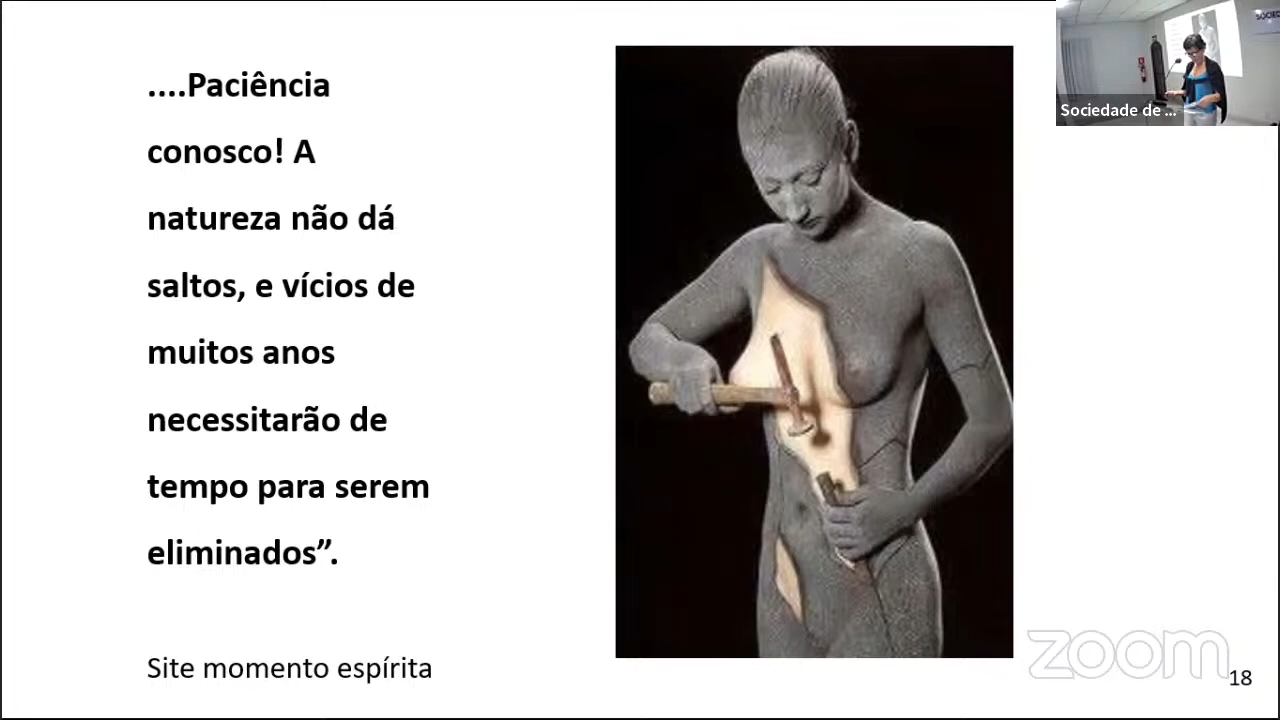 ....Paciência
conosco! A
natureza não dá
saltos, e vícios de
muitos anos
necessitarão de
tempo para serem
eliminados”.
Site momento espírita
Sociedade de ...
zoom
18